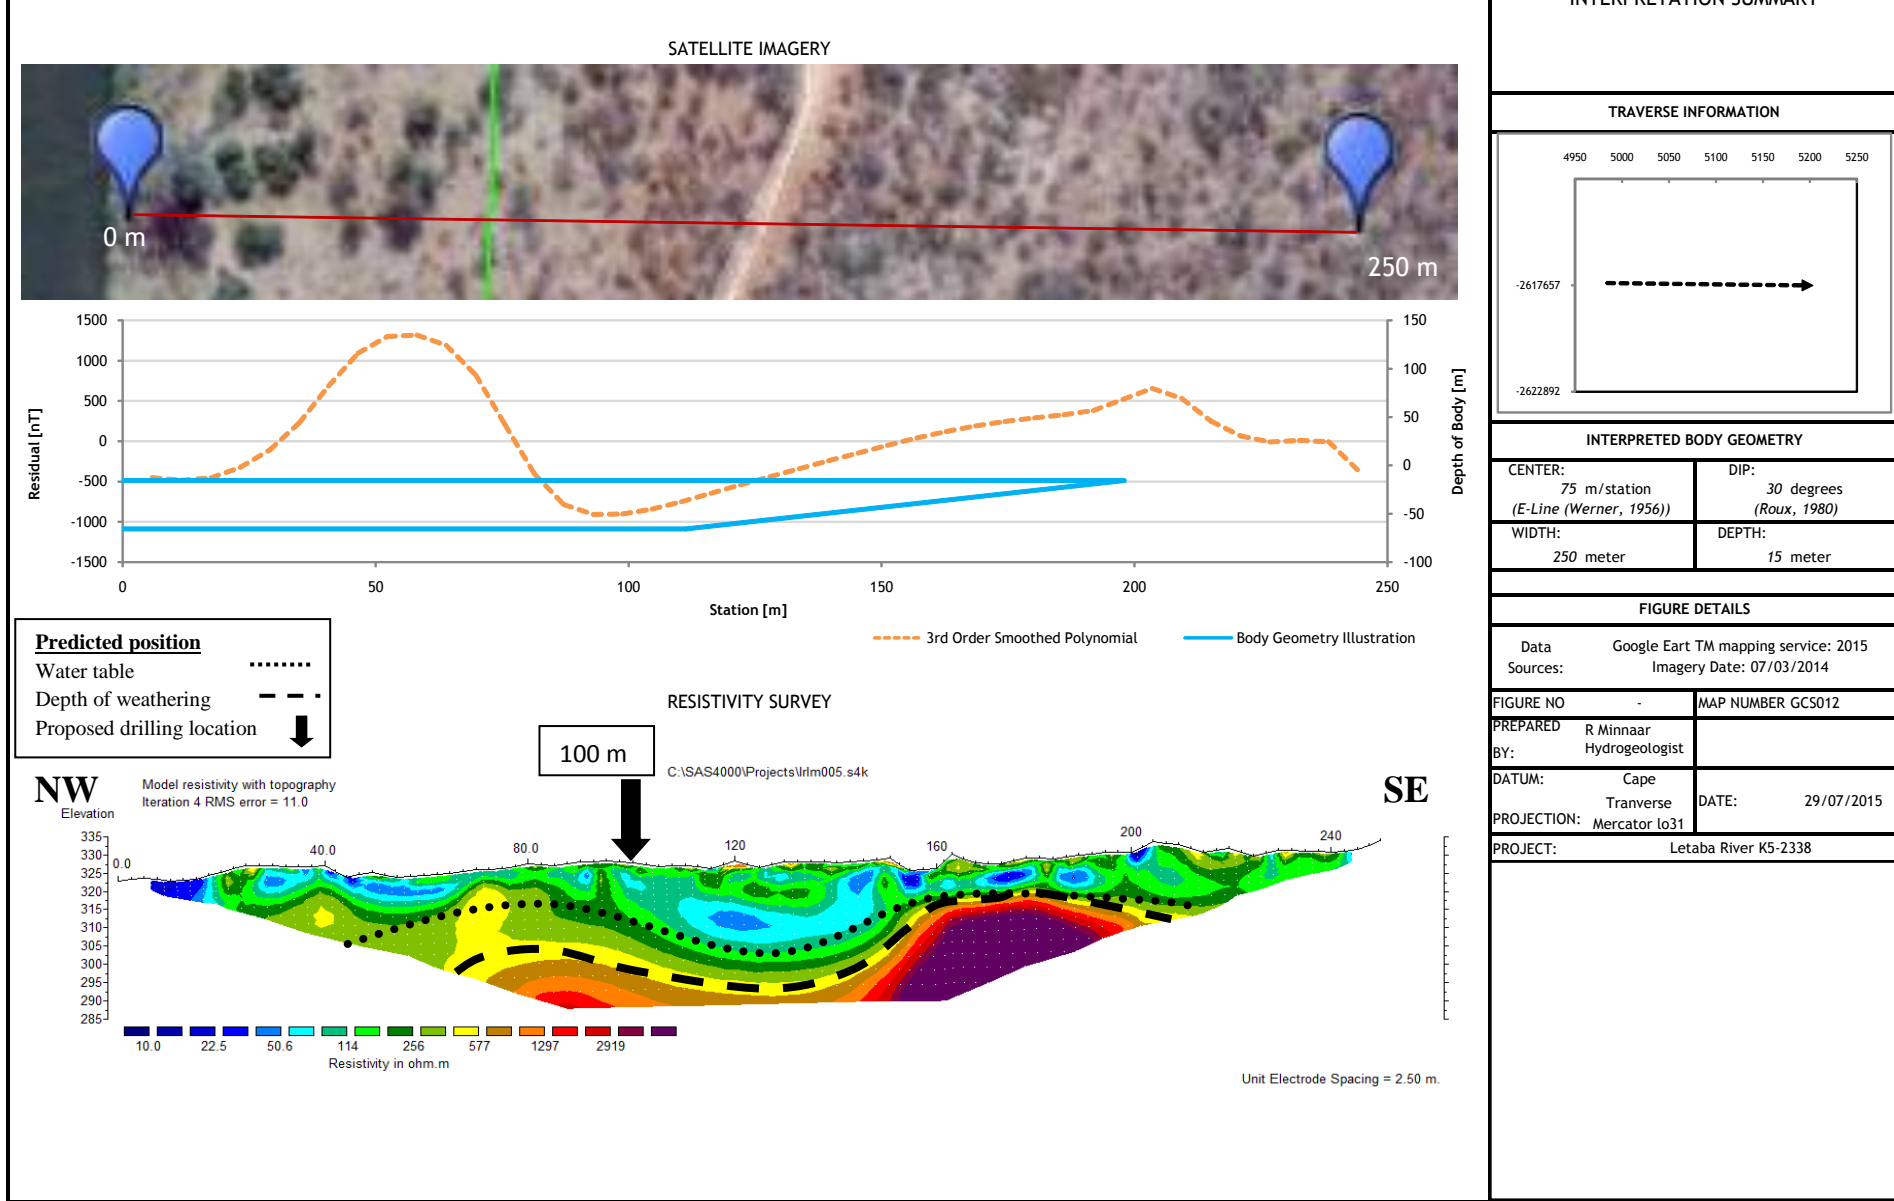 INTERPRETATION SUMMARY
SATELLITE IMAGERY
0 m
250 m
1500
1000
500
0
-500
-1000
-1500
Residual [nT]
150
100
50
0
-50
-100
Depth of Body [m]
0 50 100 150 200 250
Station [m]
3rd Order Smoothed Polynomial
Body Geometry Illustration
Predicted position
Water table
Depth of weathering
Proposed drilling location
RESISTIVITY SURVEY
100 m
C:\SAS4000\Projects\lrlm005.s4k
NW
SE
Model resistivity with topography
Iteration 4 RMS error = 11.0
Elevation
335
330
325
320
315
310
305
300
295
290
285
0.0 40.0 80.0 120 160 200 240
10.0 22.5 50.6 114 256 577 1297 2919
Resistivity in ohm.m
Unit Electrode Spacing = 2.50 m.
TRAVERSE INFORMATION
4950 5000 5050 5100 5150 5200 5250
-2617657
-2622892
INTERPRETED BODY GEOMETRY
CENTER:
75 m/station
(E-Line (Werner, 1956))
DIP:
30 degrees
(Roux, 1980)
WIDTH:
250 meter
DEPTH:
15 meter
FIGURE DETAILS
Data
Sources:
Google Eart TM mapping service: 2015
Imagery Date: 07/03/2014
FIGURE NO -
MAP NUMBER GCS012
PREPARED
BY:
R Minnaar
Hydrogeologist
DATUM:
Cape
PROJECTION:
Tranverse
Mercator lo31
DATE: 29/07/2015
PROJECT: Letaba River K5-2338